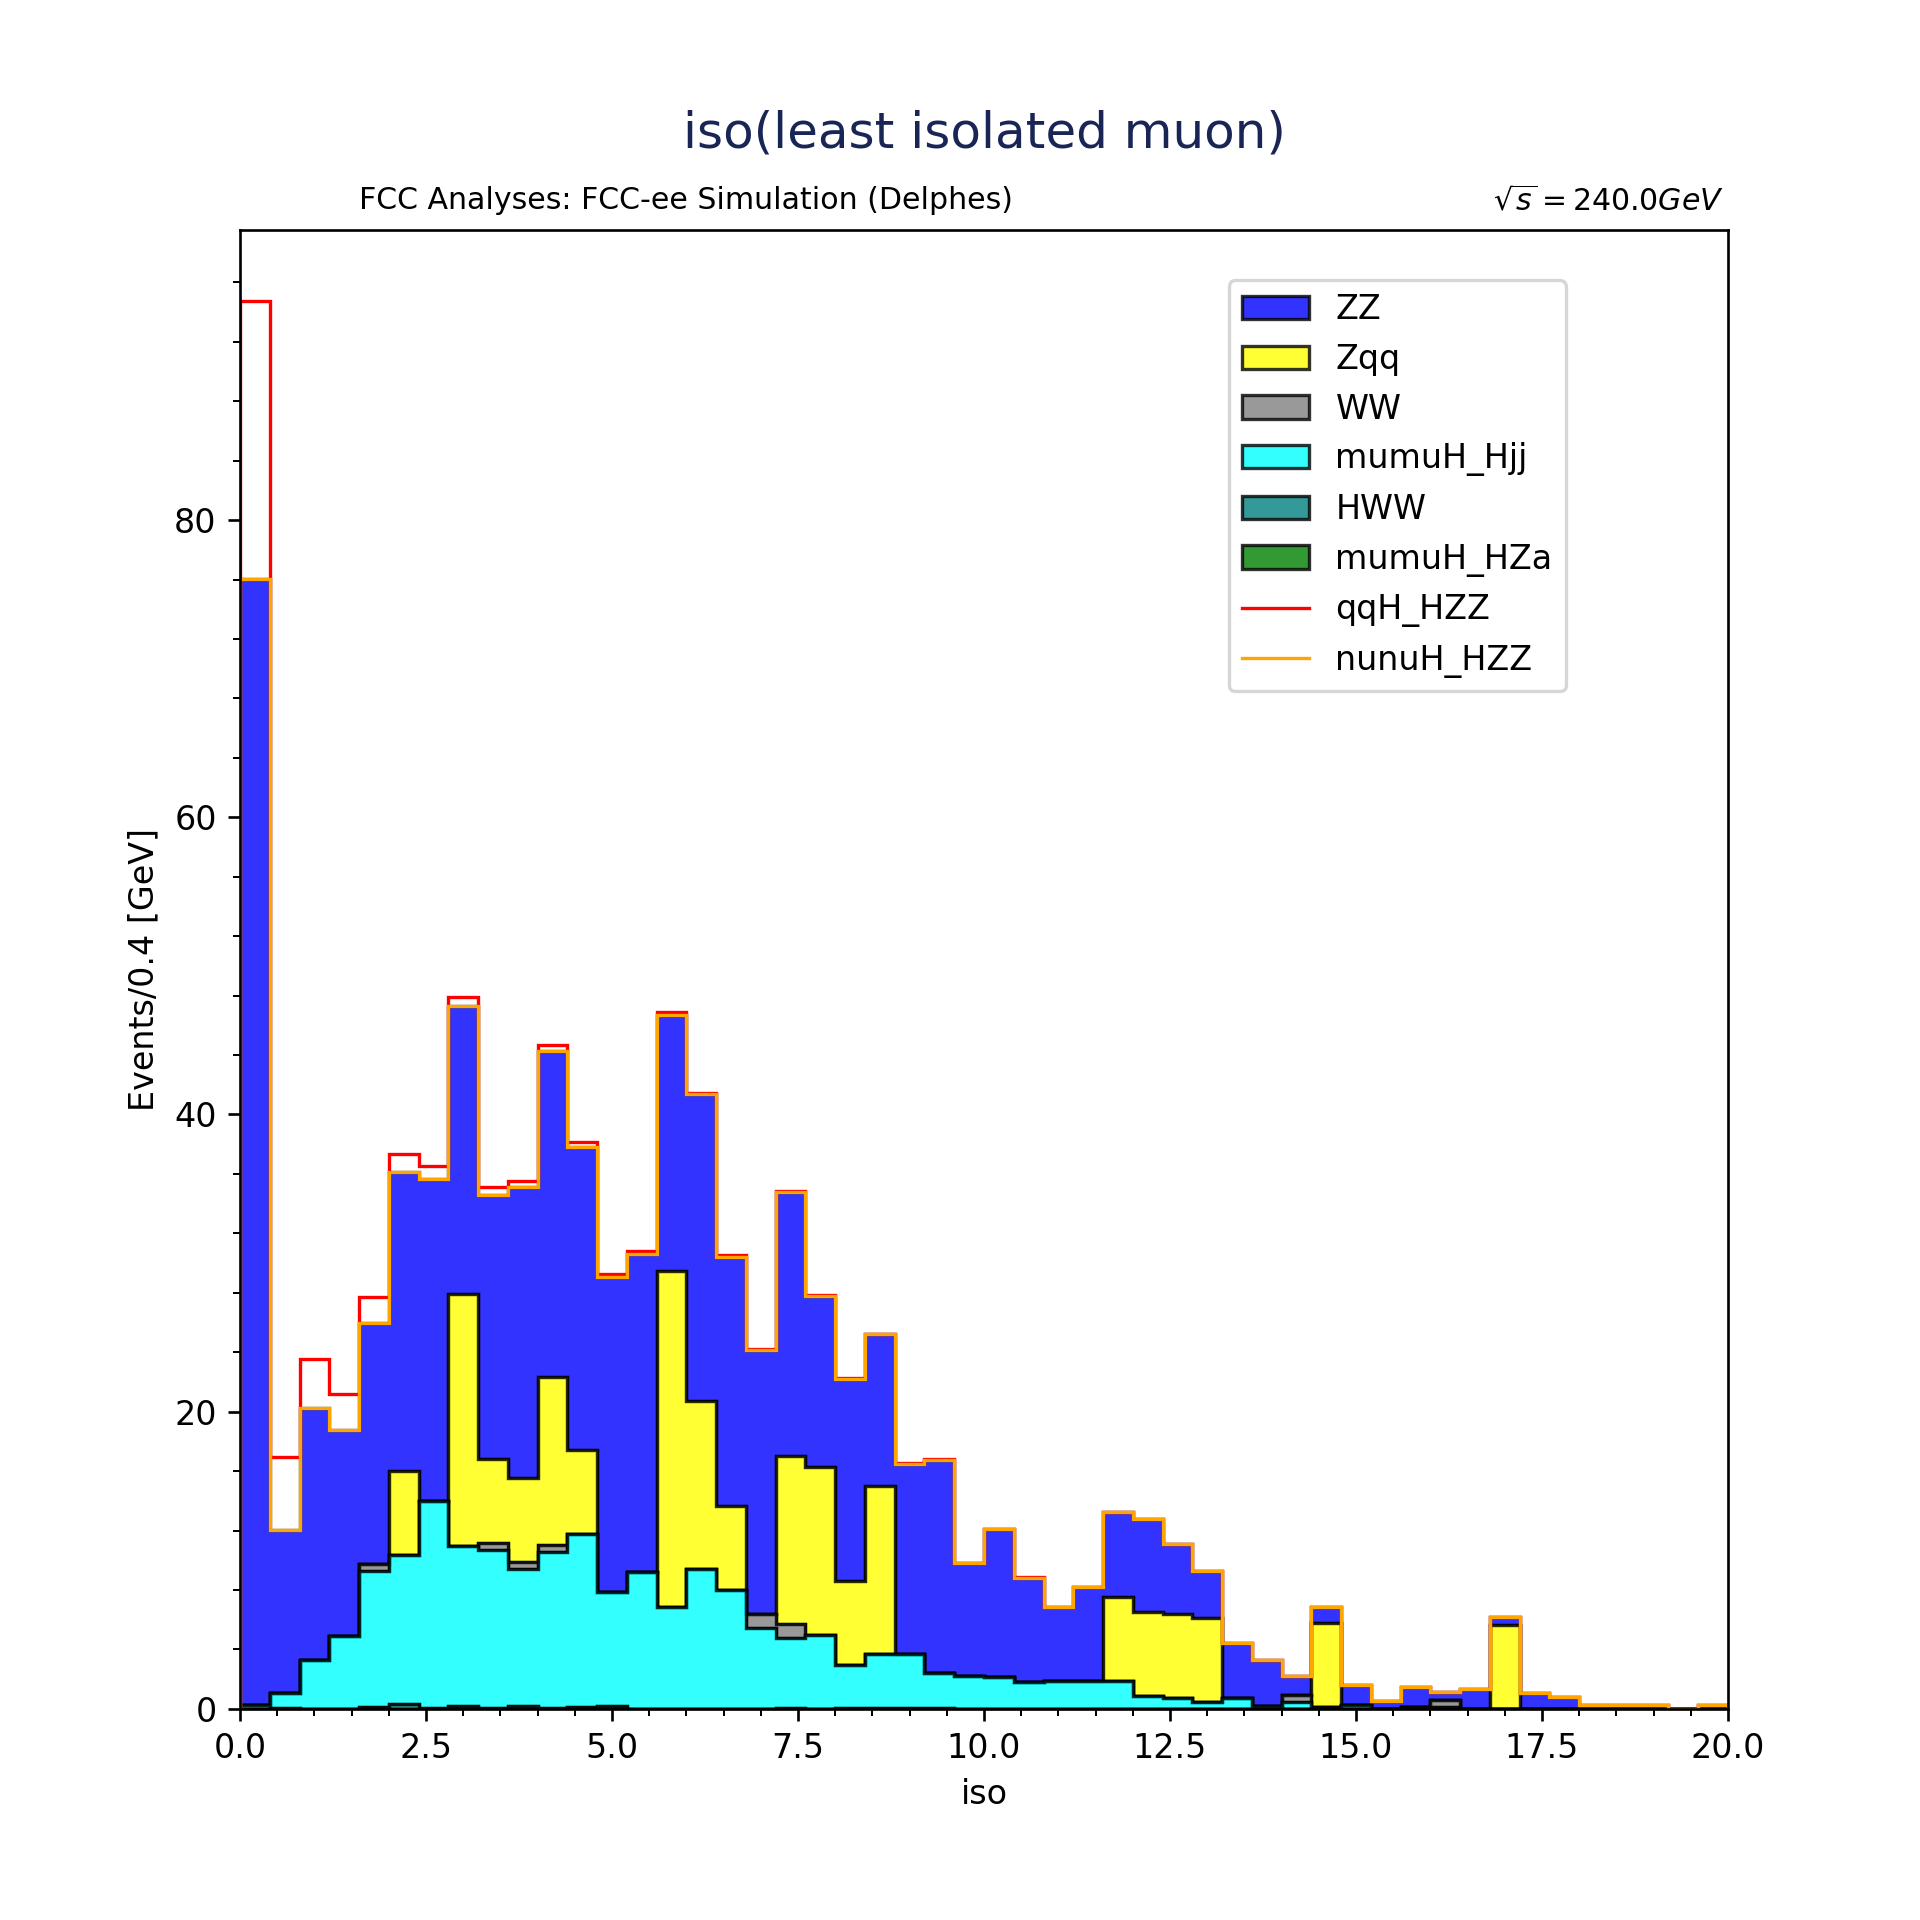 iso(least isolated muon)
FCC Analyses: FCC-ee Simulation (Delphes)
√s = 240.0GeV
ZZ
Zqq
WW
mumuH_Hjj
HWW
mumuH_HZa
qqH_HZZ
nunuH_HZZ
Events/0.4 [GeV]
80
60
40
20
0
0.0 2.5 5.0 7.5 10.0 12.5 15.0 17.5 20.0
iso